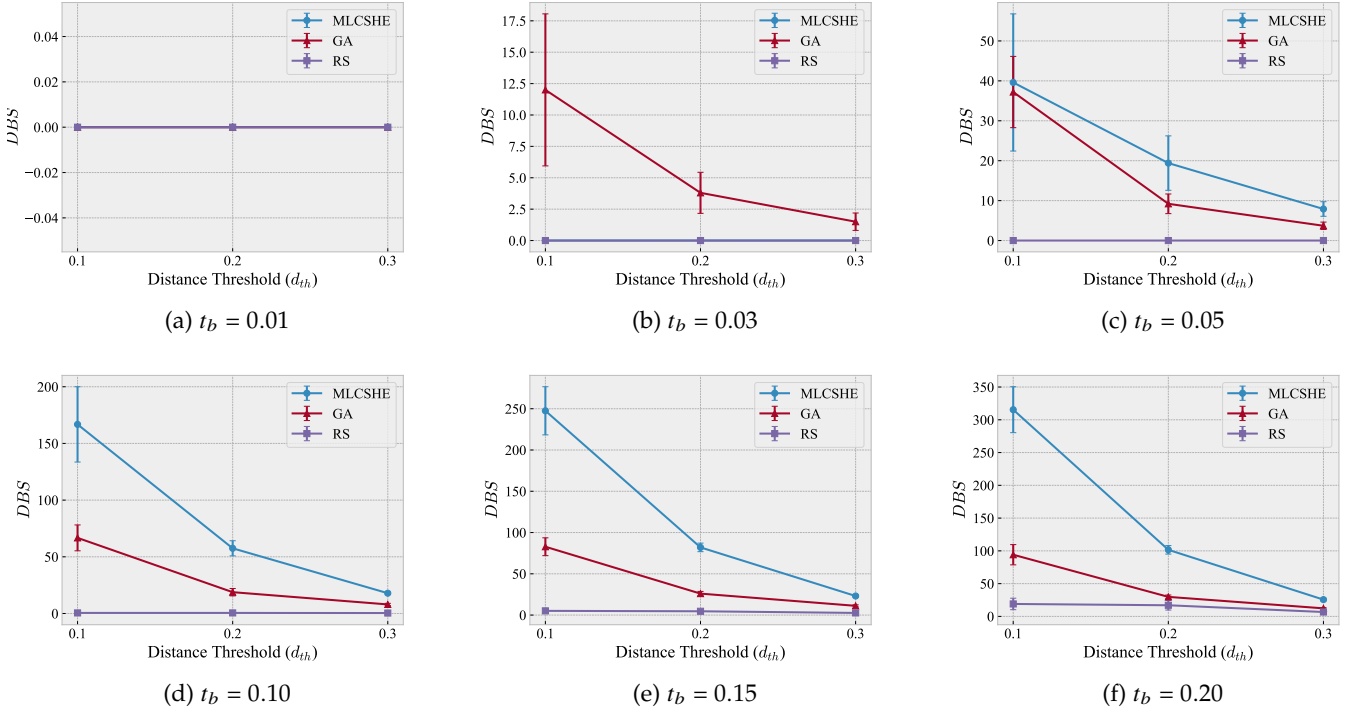 0.04
0.02
0.00
−0.02
−0.04
DBS
MLCSHE
GA
RS
0.1 0.2 0.3
Distance Threshold (d_th)
(a) t_b = 0.01
17.5
15.0
12.5
10.0
7.5
5.0
2.5
0.0
DBS
MLCSHE
GA
RS
0.1 0.2 0.3
Distance Threshold (d_th)
(b) t_b = 0.03
50
40
30
20
10
0
DBS
MLCSHE
GA
RS
0.1 0.2 0.3
Distance Threshold (d_th)
(c) t_b = 0.05
200
150
100
50
0
DBS
MLCSHE
GA
RS
0.1 0.2 0.3
Distance Threshold (d_th)
(d) t_b = 0.10
250
200
150
100
50
0
DBS
MLCSHE
GA
RS
0.1 0.2 0.3
Distance Threshold (d_th)
(e) t_b = 0.15
350
300
250
200
150
100
50
0
DBS
MLCSHE
GA
RS
0.1 0.2 0.3
Distance Threshold (d_th)
(f) t_b = 0.20